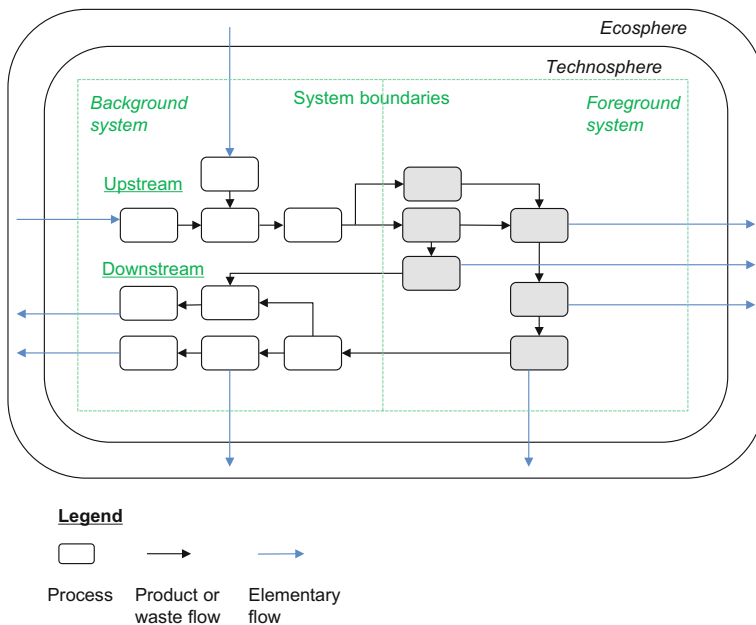 Ecosphere
Technosphere
Background
system
System boundaries
Foreground
system
Upstream
Downstream
Legend
Process
Product or
waste flow
Elementary
flow